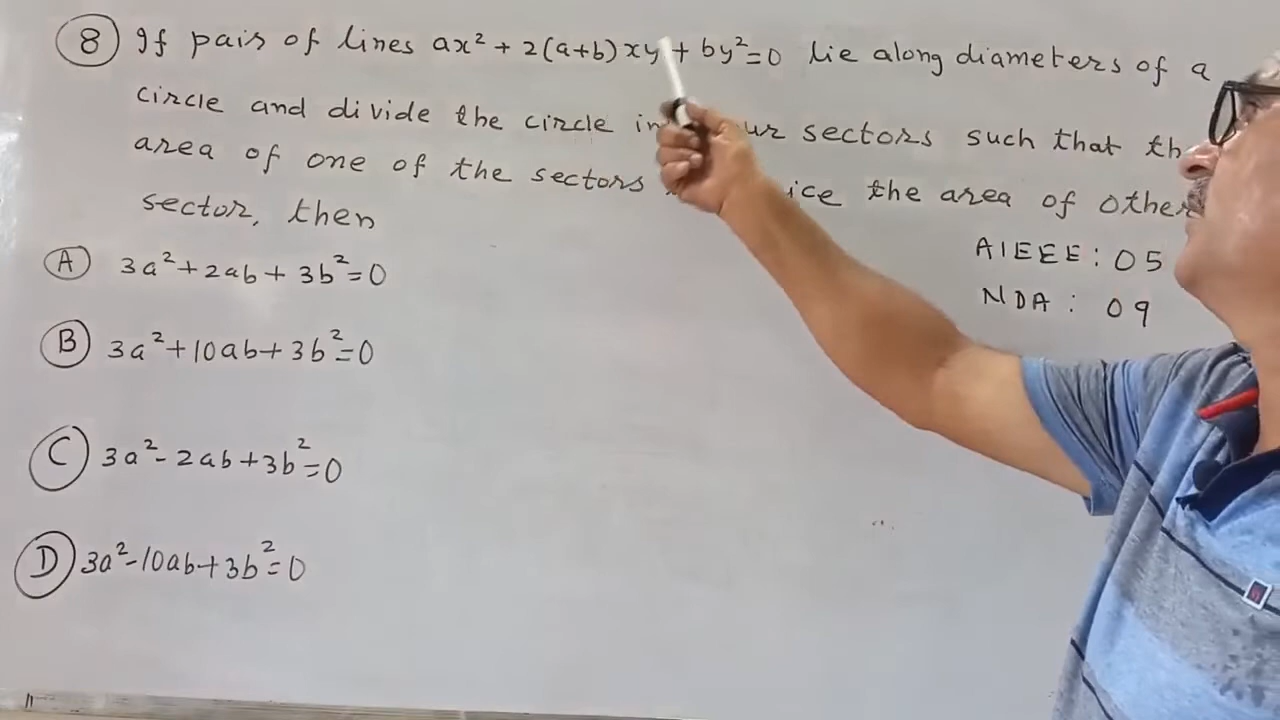 8 If pair of lines ax² + 2(a+b)xy + by² = 0 lie along diameters of a
circle and divide the circle in ur sectors such that th
area of one of the sectors ice the area of other
sector, then
A 3a² + 2ab + 3b² = 0
AIEEE : 05
NDA : 09
B 3a² + 10ab + 3b² = 0
C 3a² - 2ab + 3b² = 0
D 3a² - 10ab + 3b² = 0